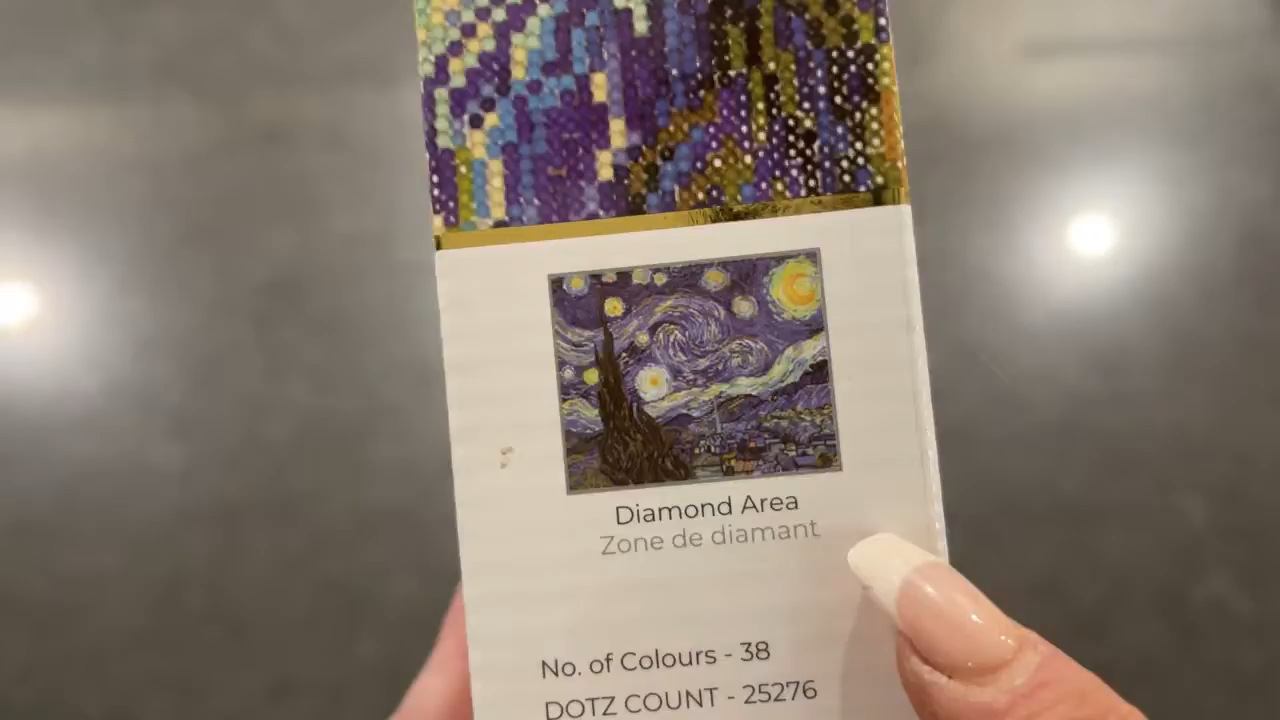 Diamond Area
Zone de diamant
No. of Colours - 38
DOTZ COUNT - 25276